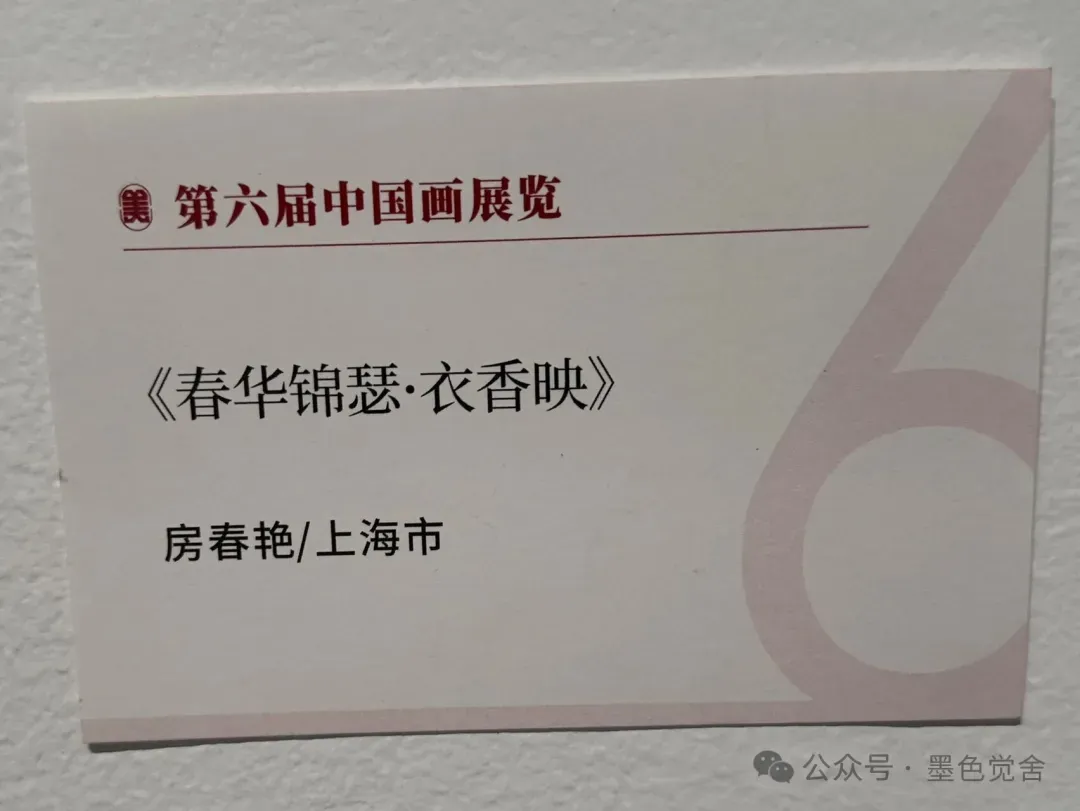 美 第六届中国画展览
《春华锦瑟·衣香映》
房春艳/上海市
6
公众号·墨色觉舍